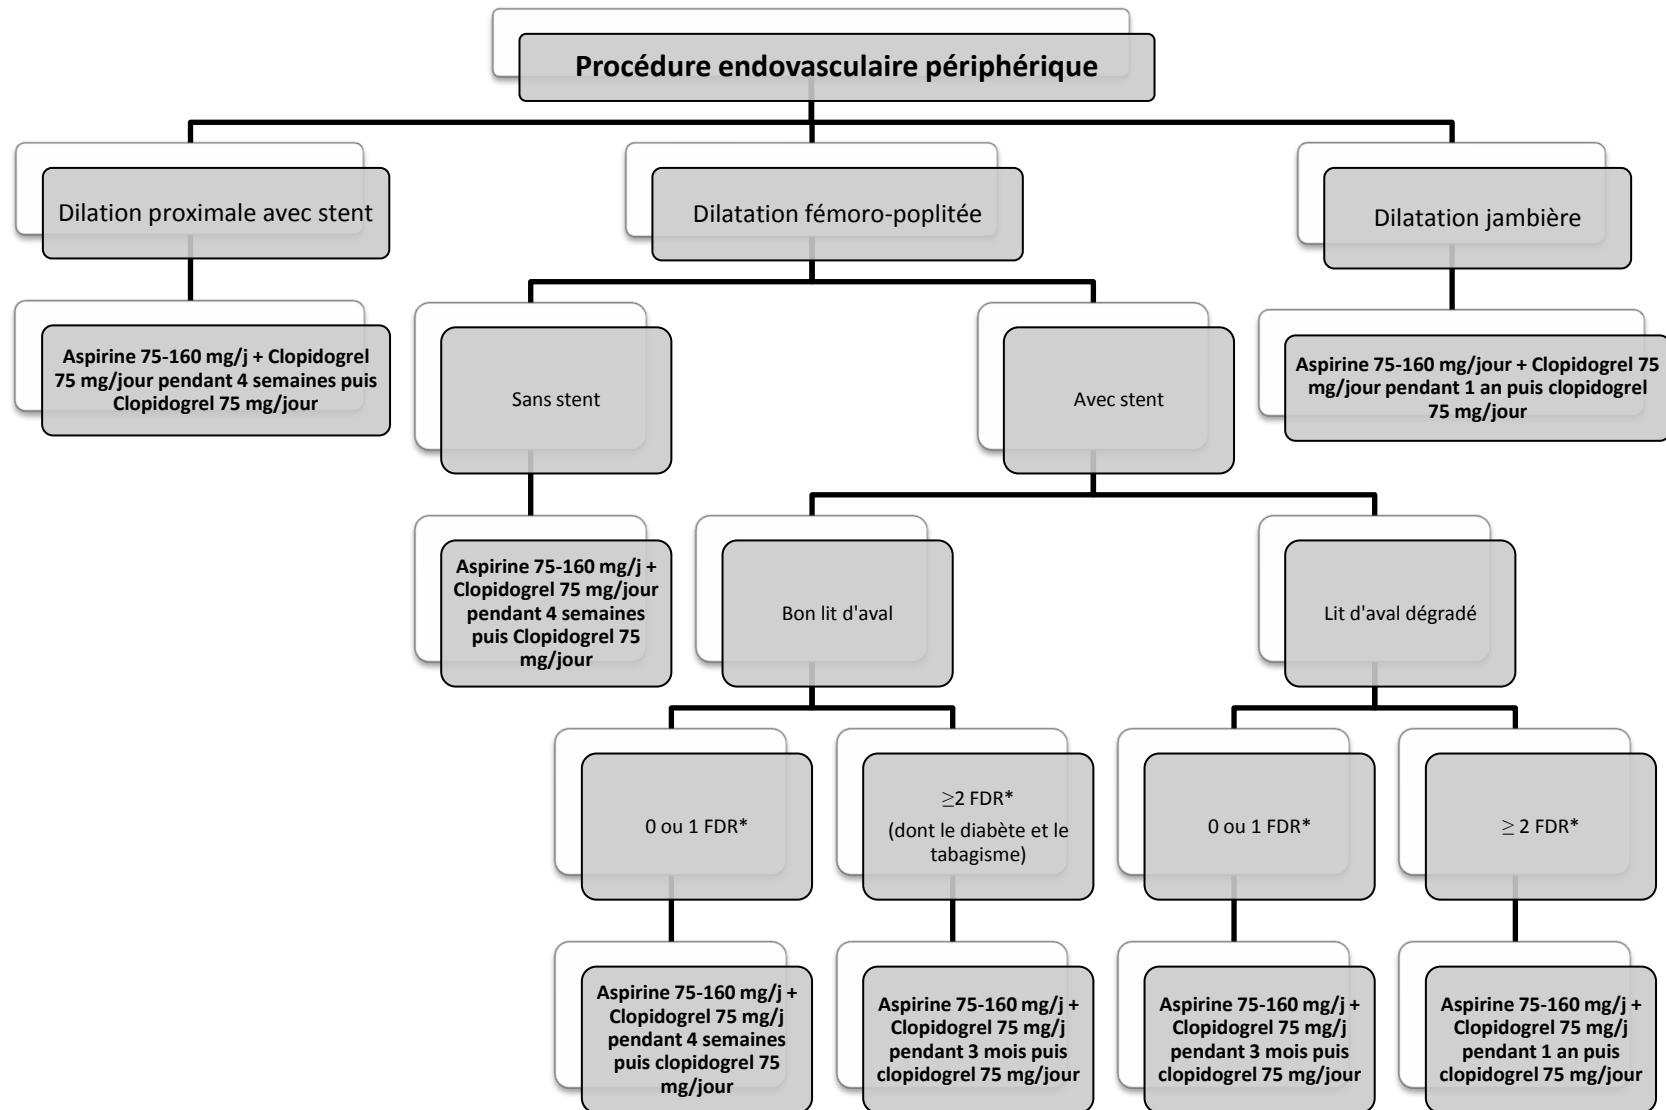 Procédure endovasculaire périphérique
Dilation proximale avec stent
Dilatation fémoro-poplitée
Dilatation jambière
Aspirine 75-160 mg/j + Clopidogrel
75 mg/jour pendant 4 semaines puis
Clopidogrel 75 mg/jour
Sans stent
Avec stent
Aspirine 75-160 mg/jour + Clopidogrel 75
mg/jour pendant 1 an puis clopidogrel
75 mg/jour
Aspirine 75-160 mg/j +
Clopidogrel 75 mg/jour
pendant 4 semaines
puis Clopidogrel 75
mg/jour
Bon lit d'aval
Lit d'aval dégradé
0 ou 1 FDR*
≥2 FDR*
(dont le diabète et le
tabagisme)
0 ou 1 FDR*
≥ 2 FDR*
Aspirine 75-160 mg/j +
Clopidogrel 75 mg/j
pendant 4 semaines
puis clopidogrel 75
mg/jour
Aspirine 75-160 mg/j +
Clopidogrel 75 mg/j
pendant 3 mois puis
clopidogrel 75 mg/jour
Aspirine 75-160 mg/j +
Clopidogrel 75 mg/j
pendant 3 mois puis
clopidogrel 75 mg/jour
Aspirine 75-160 mg/j +
Clopidogrel 75 mg/j
pendant 1 an puis
clopidogrel 75 mg/jour